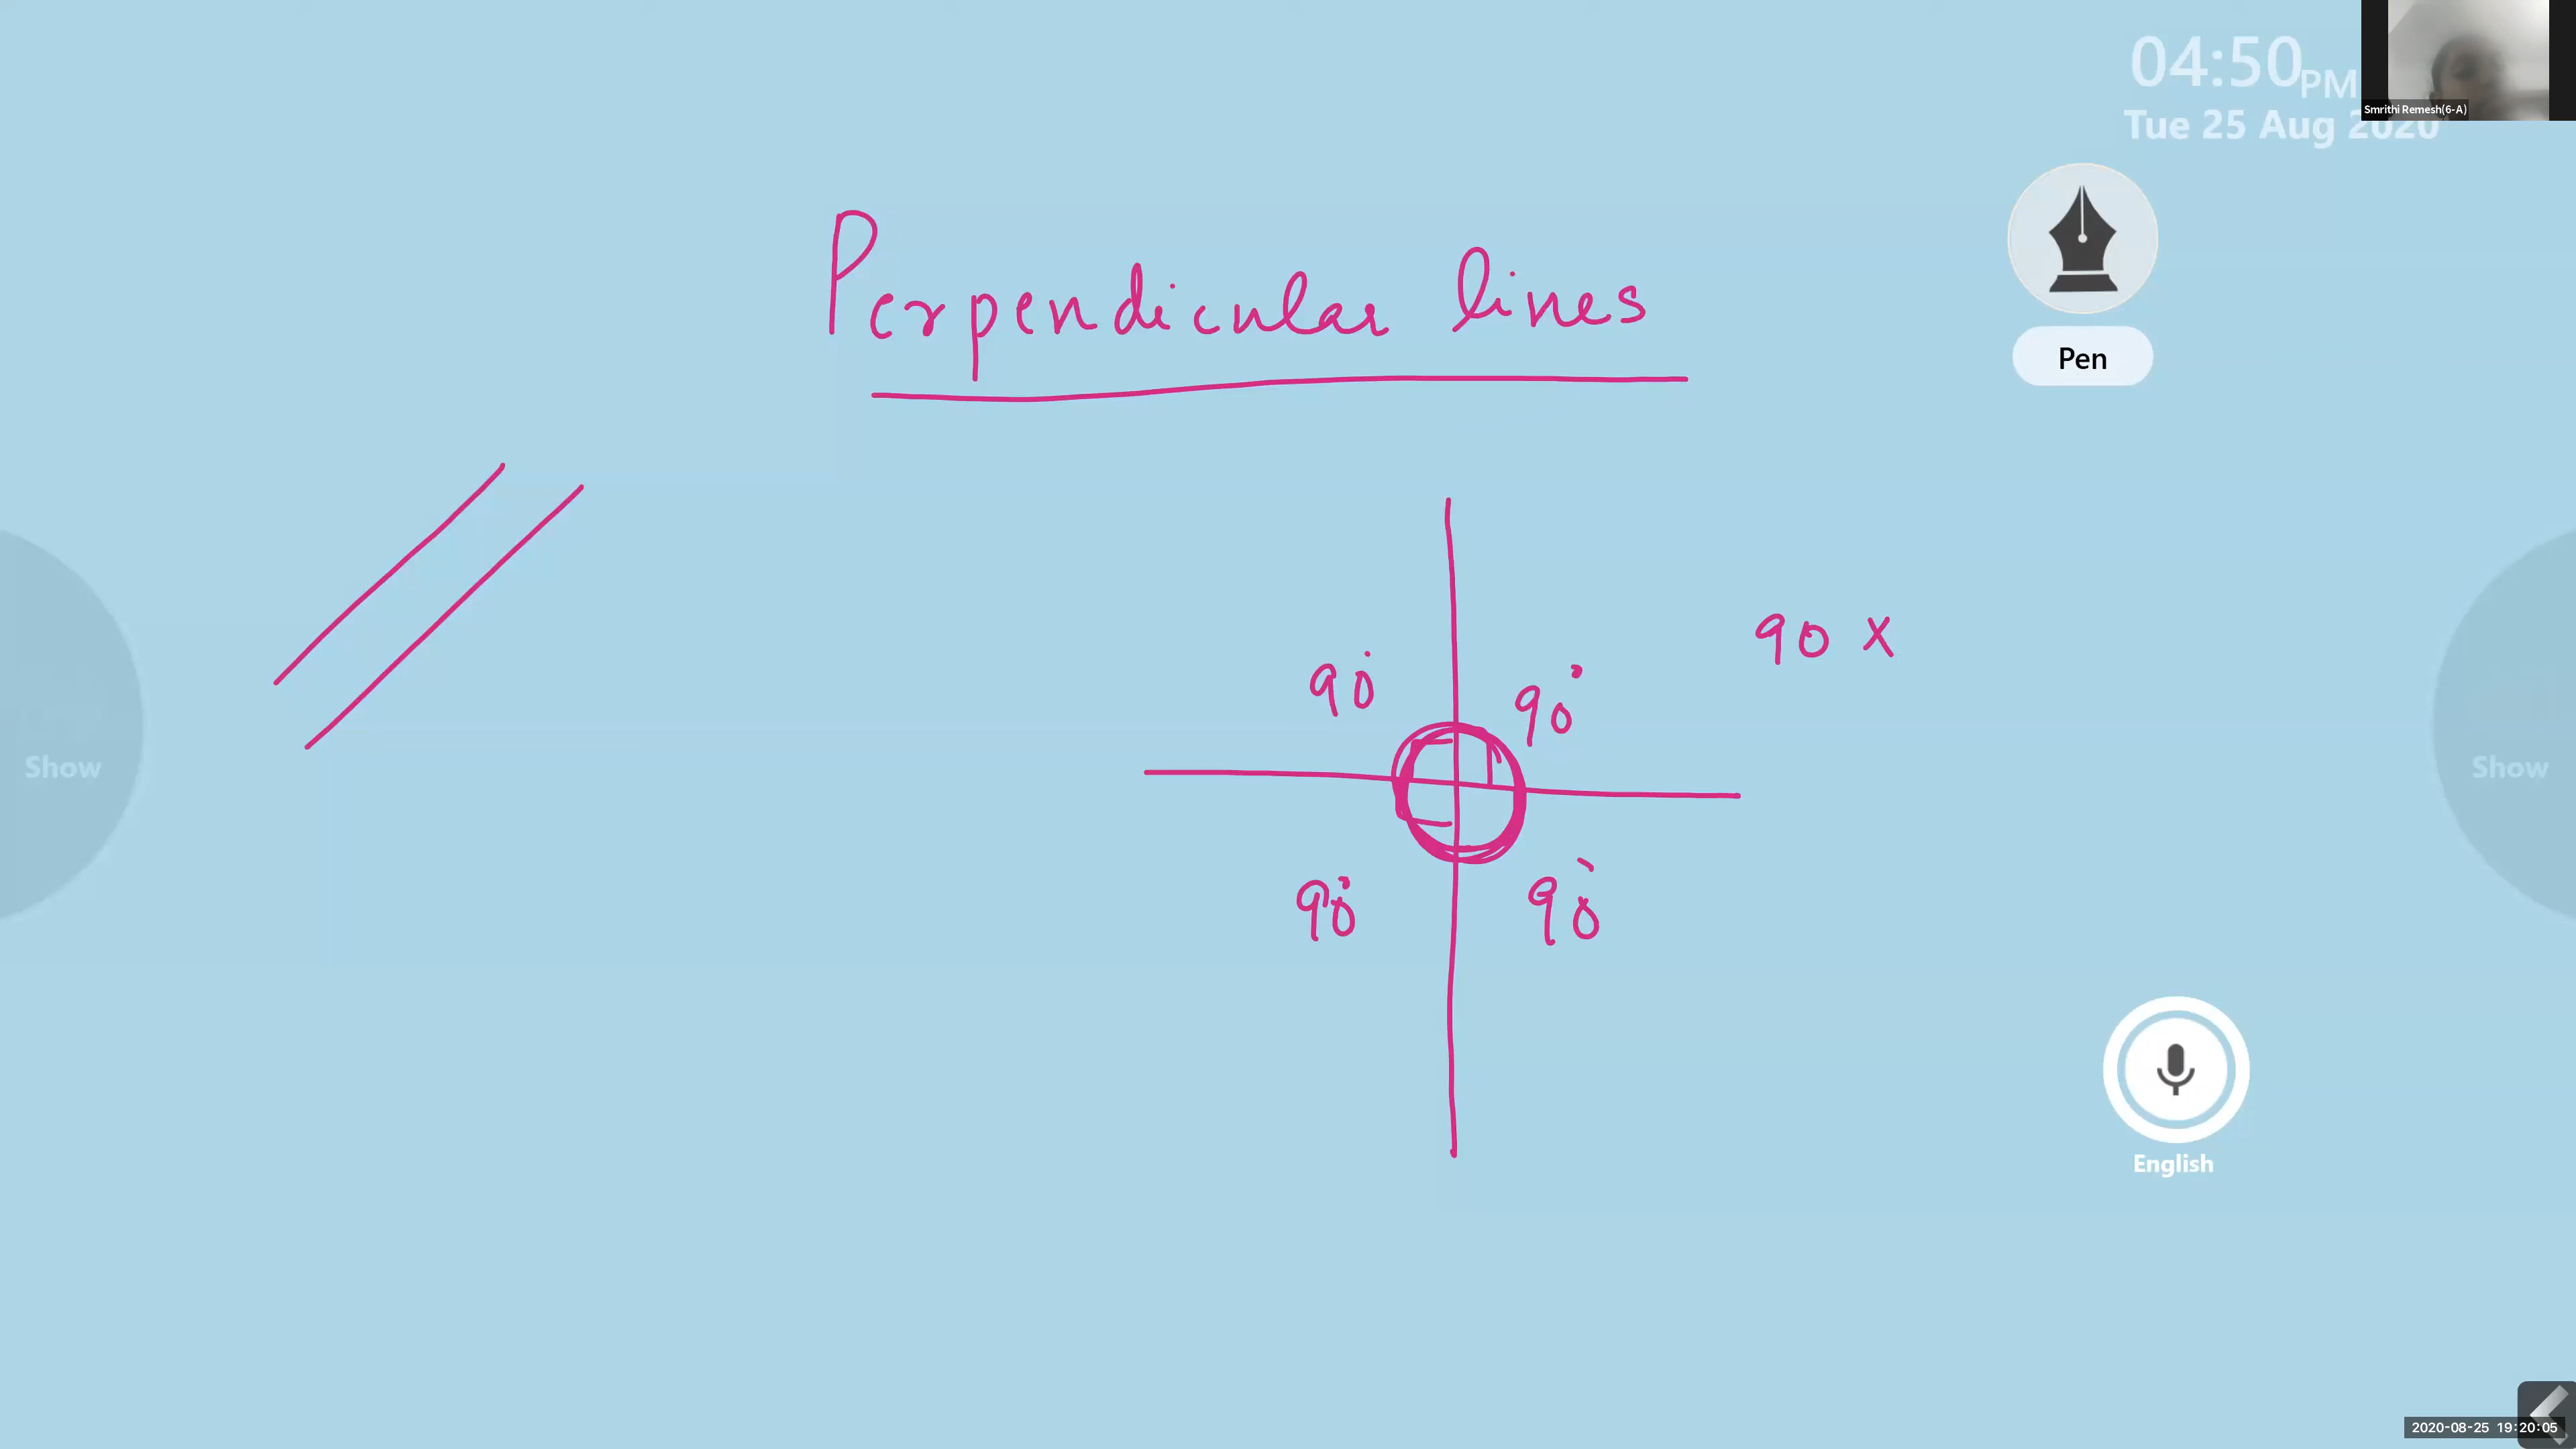 04:50PM
Smrithi Remesh(6-A)
Tue 25 Aug 2020
Perpendicular lines
Pen
90 x
90°
90°
Show
Show
90°
90°
English
2020-08-25 19:20:05